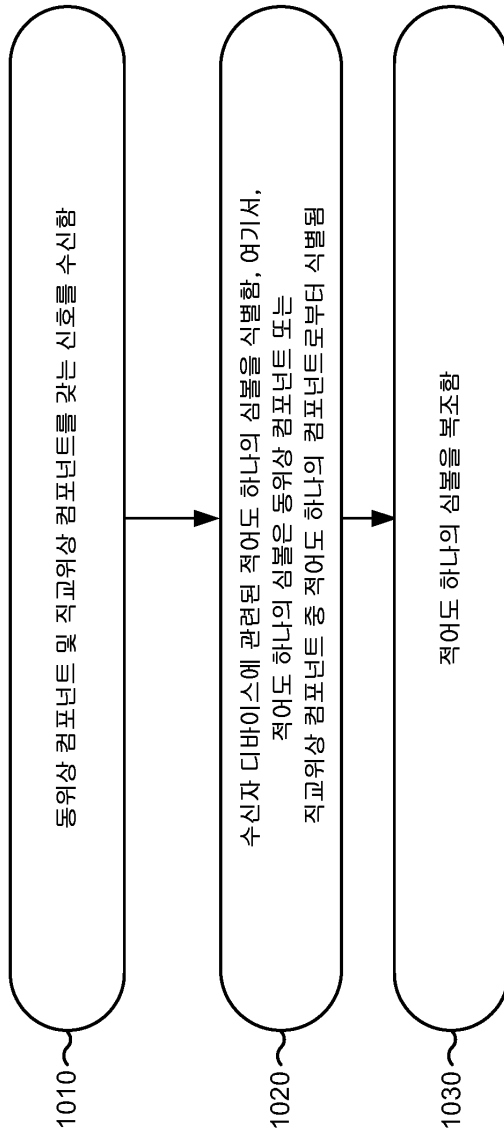 1010
동위상 컴포넌트 및 직교위상 컴포넌트를 갖는 신호를 수신함
1020
수신자 디바이스에 관련된 적어도 하나의 심볼을 식별함, 여기서,
적어도 하나의 심볼은 동위상 컴포넌트 또는
직교위상 컴포넌트 중 적어도 하나의 컴포넌트로부터 식별됨
1030
적어도 하나의 심볼을 복조함